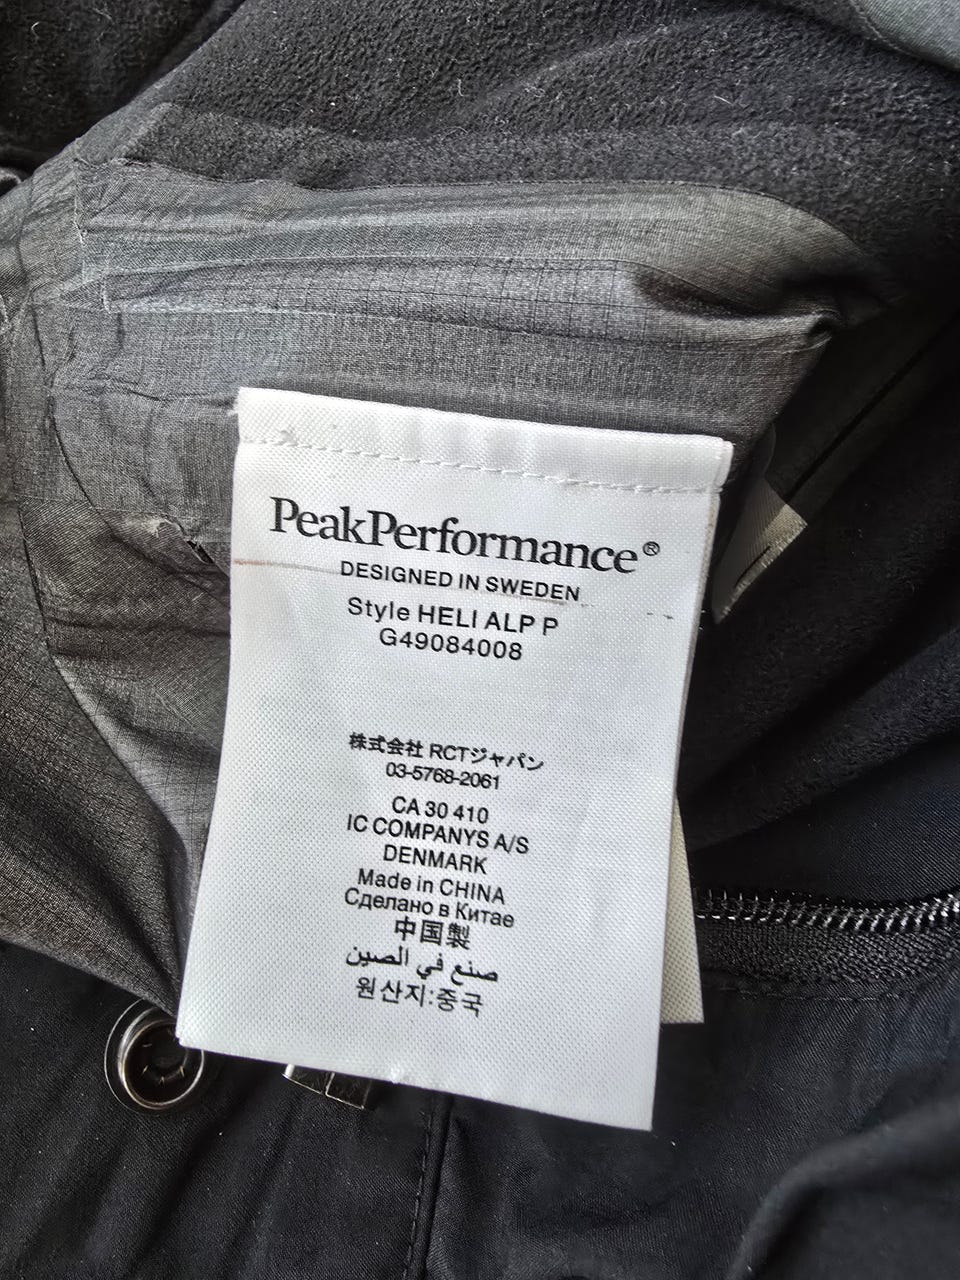 PeakPerformance®
DESIGNED IN SWEDEN
Style HELI ALP P
G49084008
株式会社 RCTジャパン
03-5768-2061
CA 30 410
IC COMPANYS A/S
DENMARK
Made in CHINA
Сделано в Китае
中国製
صنع في الصين
원산지:중국